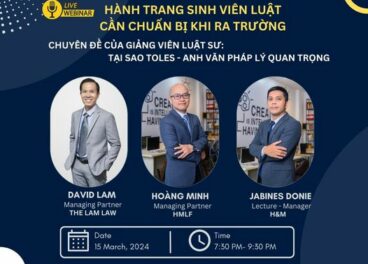 LIVE
WEBINAR
HÀNH TRANG SINH VIÊN LUẬT
CẦN CHUẨN BỊ KHI RA TRƯỜNG
CHUYÊN ĐỀ CỦA GIẢNG VIÊN LUẬT SƯ:
TẠI SAO TOLES - ANH VĂN PHÁP LÝ QUAN TRỌNG
DAVID LAM
Managing Partner
THE LAM LAW
HOÀNG MINH
Managing Partner
HMLF
JABINES DONIE
Lecture - Manager
H&M
Date
15 March, 2024
Time
7:30 PM- 9:30 PM